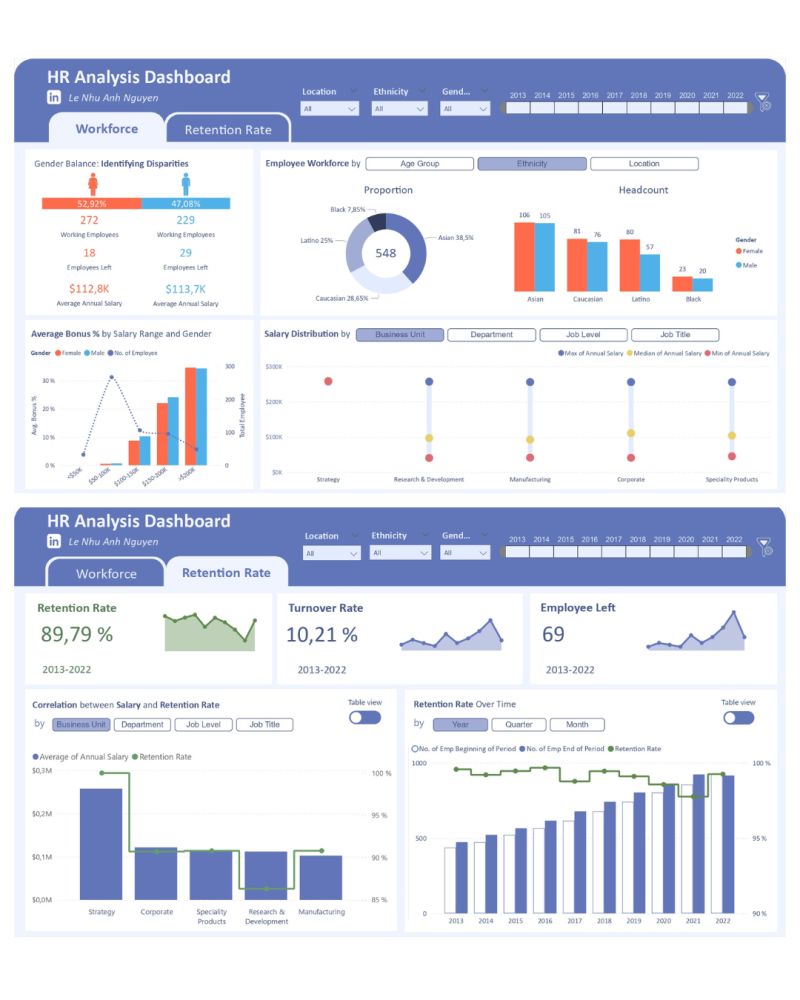 HR Analysis Dashboard
in Le Nhu Anh Nguyen
Location Ethnicity Gend...
All All All
2013 2014 2015 2016 2017 2018 2019 2020 2021 2022
Workforce Retention Rate
Gender Balance: Identifying Disparities
52,92% 47,08%
272 229
Working Employees Working Employees
18 29
Employees Left Employees Left
$112,8K $113,7K
Average Annual Salary Average Annual Salary
Employee Workforce by Age Group Ethnicity Location
Proportion
Black 7,85%
Latino 25%
Asian 38,5%
548
Caucasian 28,65%
Headcount
106 105 81 76 80 57 23 20
Asian Caucasian Latino Black
Gender
Female
Male
Average Bonus % by Salary Range and Gender
Gender Female Male No. of Employee
Avg. Bonus %
30 %
20 %
10 %
0 %
300
200
100
0
Total Employee
<$50K $50-100K $100-150K $150-200K >$200K
Salary Distribution by Business Unit Department Job Level Job Title
Max of Annual Salary Median of Annual Salary Min of Annual Salary
$300K
$200K
$100K
$0K
Strategy Research & Development Manufacturing Corporate Speciality Products
HR Analysis Dashboard
in Le Nhu Anh Nguyen
Location Ethnicity Gend...
All All All
2013 2014 2015 2016 2017 2018 2019 2020 2021 2022
Workforce Retention Rate
Retention Rate
89,79 %
2013-2022
Turnover Rate
10,21 %
2013-2022
Employee Left
69
2013-2022
Correlation between Salary and Retention Rate
Table view
by Business Unit Department Job Level Job Title
Average of Annual Salary Retention Rate
$0,3M
$0,2M
$0,1M
$0,0M
100 %
95 %
90 %
85 %
Strategy Corporate Speciality Products Research & Development Manufacturing
Retention Rate Over Time
Table view
by Year Quarter Month
No. of Emp Beginning of Period No. of Emp End of Period Retention Rate
1000
500
0
100 %
95 %
90 %
2013 2014 2015 2016 2017 2018 2019 2020 2021 2022